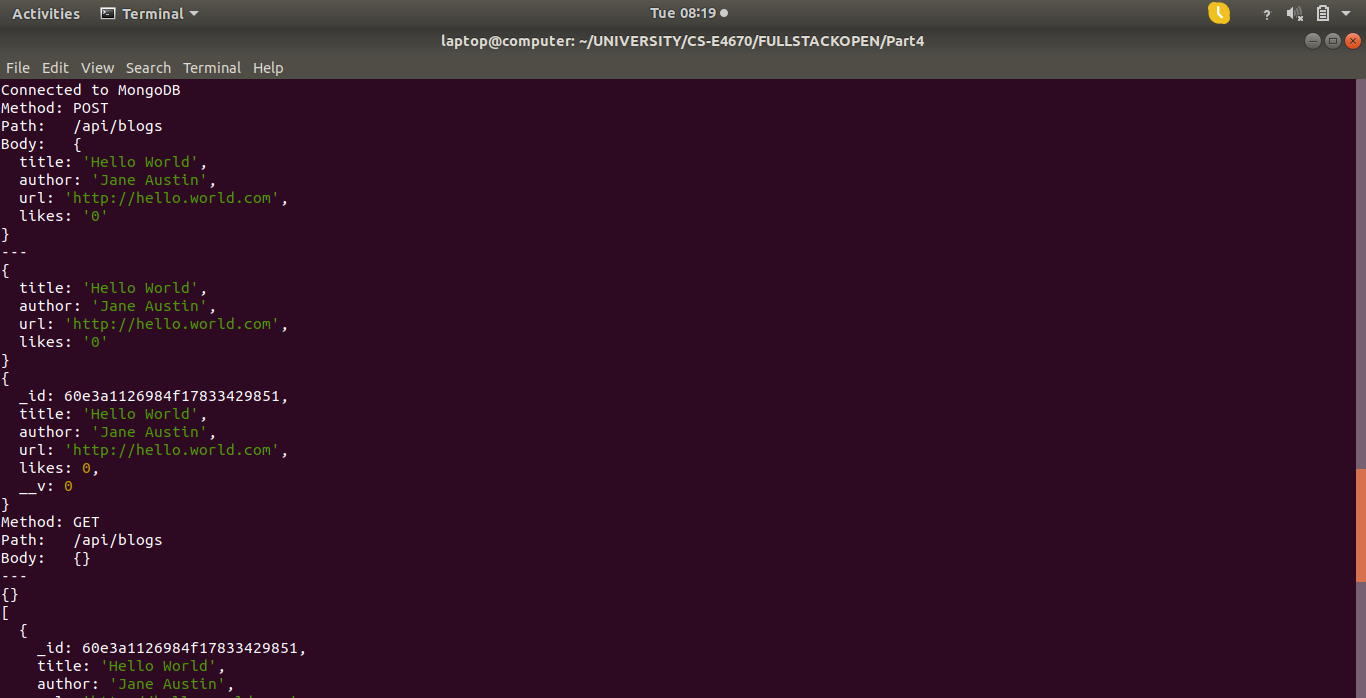 Activities Terminal Tue 08:19 ?
laptop@computer: ~/UNIVERSITY/CS-E4670/FULLSTACKOPEN/Part4
File Edit View Search Terminal Help
Connected to MongoDB
Method: POST
Path:   /api/blogs
Body:   {
  title: 'Hello World',
  author: 'Jane Austin',
  url: 'http://hello.world.com',
  likes: '0'
}
---
{
  title: 'Hello World',
  author: 'Jane Austin',
  url: 'http://hello.world.com',
  likes: '0'
}
{
  _id: 60e3a1126984f17833429851,
  title: 'Hello World',
  author: 'Jane Austin',
  url: 'http://hello.world.com',
  likes: 0,
  __v: 0
}
Method: GET
Path:   /api/blogs
Body:   {}
---
{}
[
  {
    _id: 60e3a1126984f17833429851,
    title: 'Hello World',
    author: 'Jane Austin',